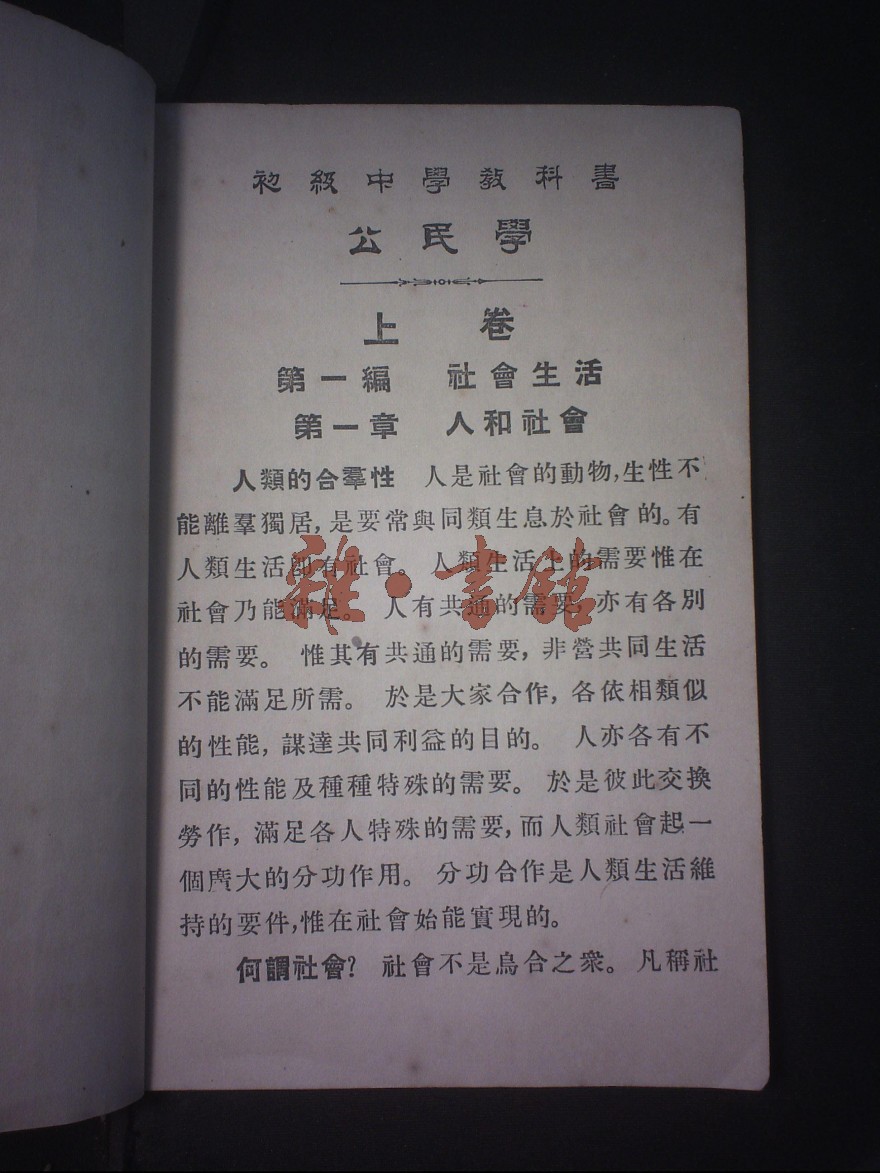 初級中學教科書
公民學
上卷
第一編 社會生活
第一章 人和社會
人類的合羣性 人是社會的動物,生性不
能離羣獨居,是要常與同類生息於社會的。有
人類生活即有社會。 人類生活上的需要惟在
社會乃能滿足。 人有共通的需要,亦有各別
的需要。 惟其有共通的需要,非營共同生活
不能滿足所需。 於是大家合作,各依相類似
的性能,謀達共同利益的目的。 人亦各有不
同的性能及種種特殊的需要。 於是彼此交換
勞作,滿足各人特殊的需要,而人類社會起一
個廣大的分功作用。 分功合作是人類生活維
持的要件,惟在社會始能實現的。
何謂社會? 社會不是烏合之衆。 凡稱社
雜·書館